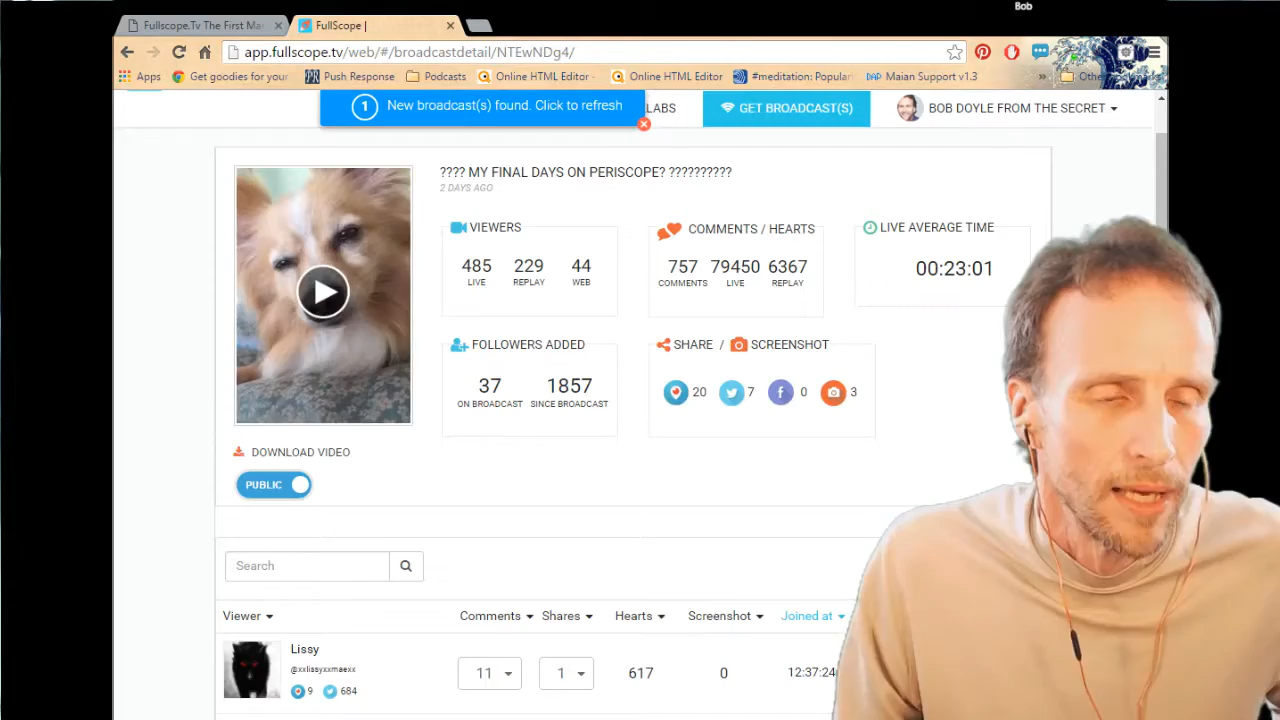 Bob
Fullscope.Tv The First Ma
FullScope |
app.fullscope.tv/web/#/broadcastdetail/NTEwNDg4/
Apps Get goodies for your Push Response Podcasts Online HTML Editor - Online HTML Editor #meditation: Popular Maian Support v1.3 » Other
1 New broadcast(s) found. Click to refresh LABS GET BROADCAST(S) BOB DOYLE FROM THE SECRET
???? MY FINAL DAYS ON PERISCOPE? ??????????
2 DAYS AGO
VIEWERS COMMENTS / HEARTS LIVE AVERAGE TIME
485 229 44 757 79450 6367 00:23:01
LIVE REPLAY WEB COMMENTS LIVE REPLAY
FOLLOWERS ADDED SHARE / SCREENSHOT
37 1857 20 7 f 0 3
ON BROADCAST SINCE BROADCAST
DOWNLOAD VIDEO
PUBLIC
Search
Viewer Comments Shares Hearts Screenshot Joined at
Lissy
@xxlissyxxmaexx
11 1 617 0 12:37:24
9 684